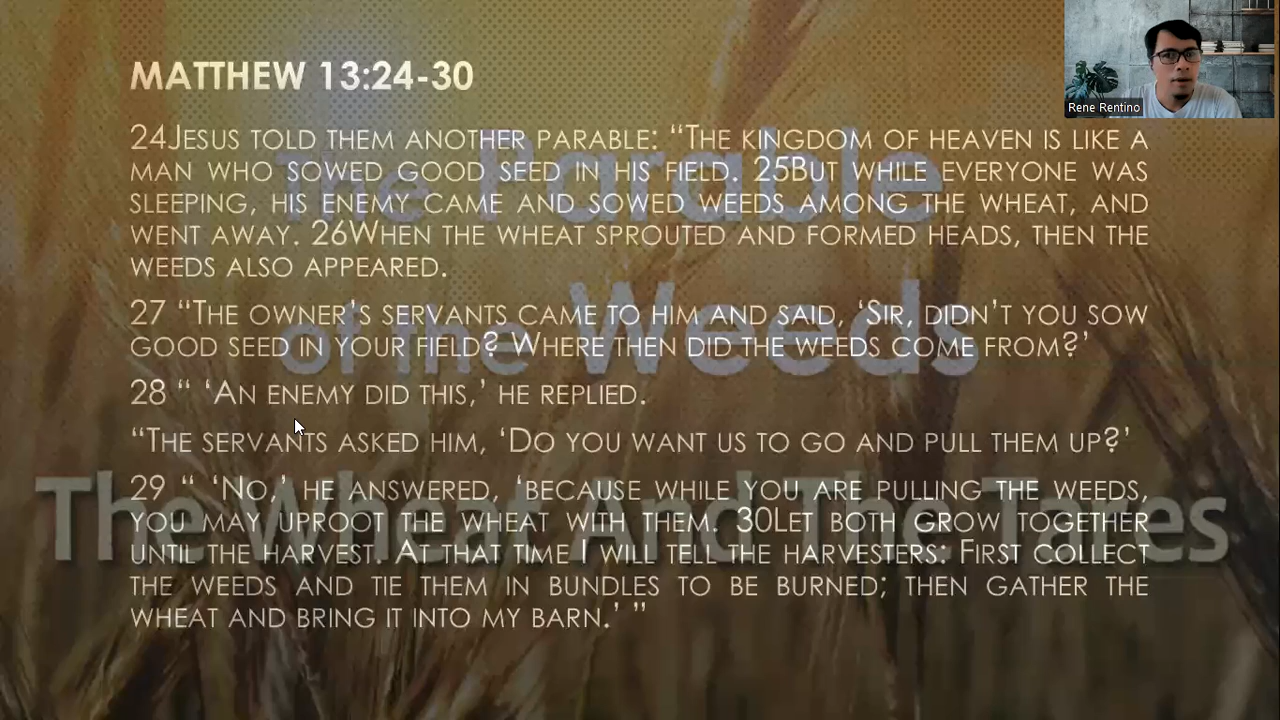 MATTHEW 13:24-30
Rene Rentino
24JESUS TOLD THEM ANOTHER PARABLE: “THE KINGDOM OF HEAVEN IS LIKE A
MAN WHO SOWED GOOD SEED IN HIS FIELD. 25BUT WHILE EVERYONE WAS
SLEEPING, HIS ENEMY CAME AND SOWED WEEDS AMONG THE WHEAT, AND
WENT AWAY. 26WHEN THE WHEAT SPROUTED AND FORMED HEADS, THEN THE
WEEDS ALSO APPEARED.
27 “THE OWNER’S SERVANTS CAME TO HIM AND SAID, ‘SIR, DIDN’T YOU SOW
GOOD SEED IN YOUR FIELD? WHERE THEN DID THE WEEDS COME FROM?’
28 “ ‘AN ENEMY DID THIS,’ HE REPLIED.
“THE SERVANTS ASKED HIM, ‘DO YOU WANT US TO GO AND PULL THEM UP?’
29 “ ‘NO,’ HE ANSWERED, ‘BECAUSE WHILE YOU ARE PULLING THE WEEDS,
YOU MAY UPROOT THE WHEAT WITH THEM. 30LET BOTH GROW TOGETHER
UNTIL THE HARVEST. AT THAT TIME I WILL TELL THE HARVESTERS: FIRST COLLECT
THE WEEDS AND TIE THEM IN BUNDLES TO BE BURNED; THEN GATHER THE
WHEAT AND BRING IT INTO MY BARN.’ ”
The Parable
of the Weeds
The Wheat And The Tares